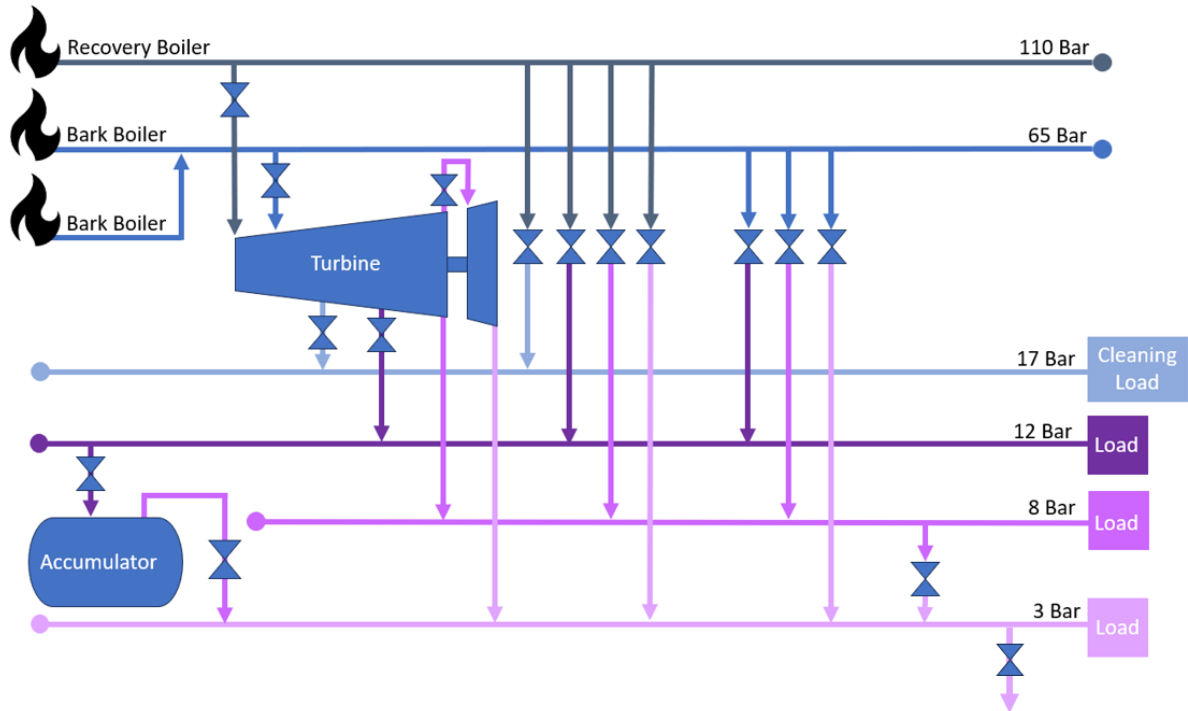 Recovery Boiler
110 Bar
Bark Boiler
65 Bar
Bark Boiler
Turbine
17 Bar
Cleaning
Load
12 Bar
Load
8 Bar
Load
Accumulator
3 Bar
Load